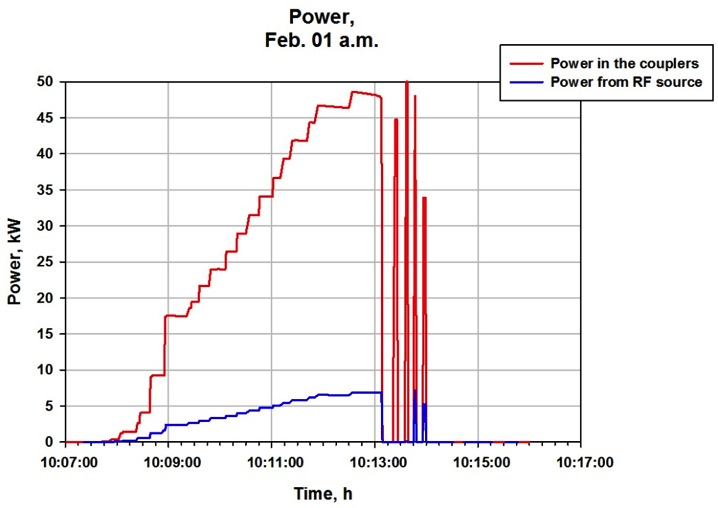 Power,
Feb. 01 a.m.
Power in the couplers
Power from RF source
50
45
40
35
30
25
20
15
10
5
0
Power, kW
10:07:00 10:09:00 10:11:00 10:13:00 10:15:00 10:17:00
Time, h